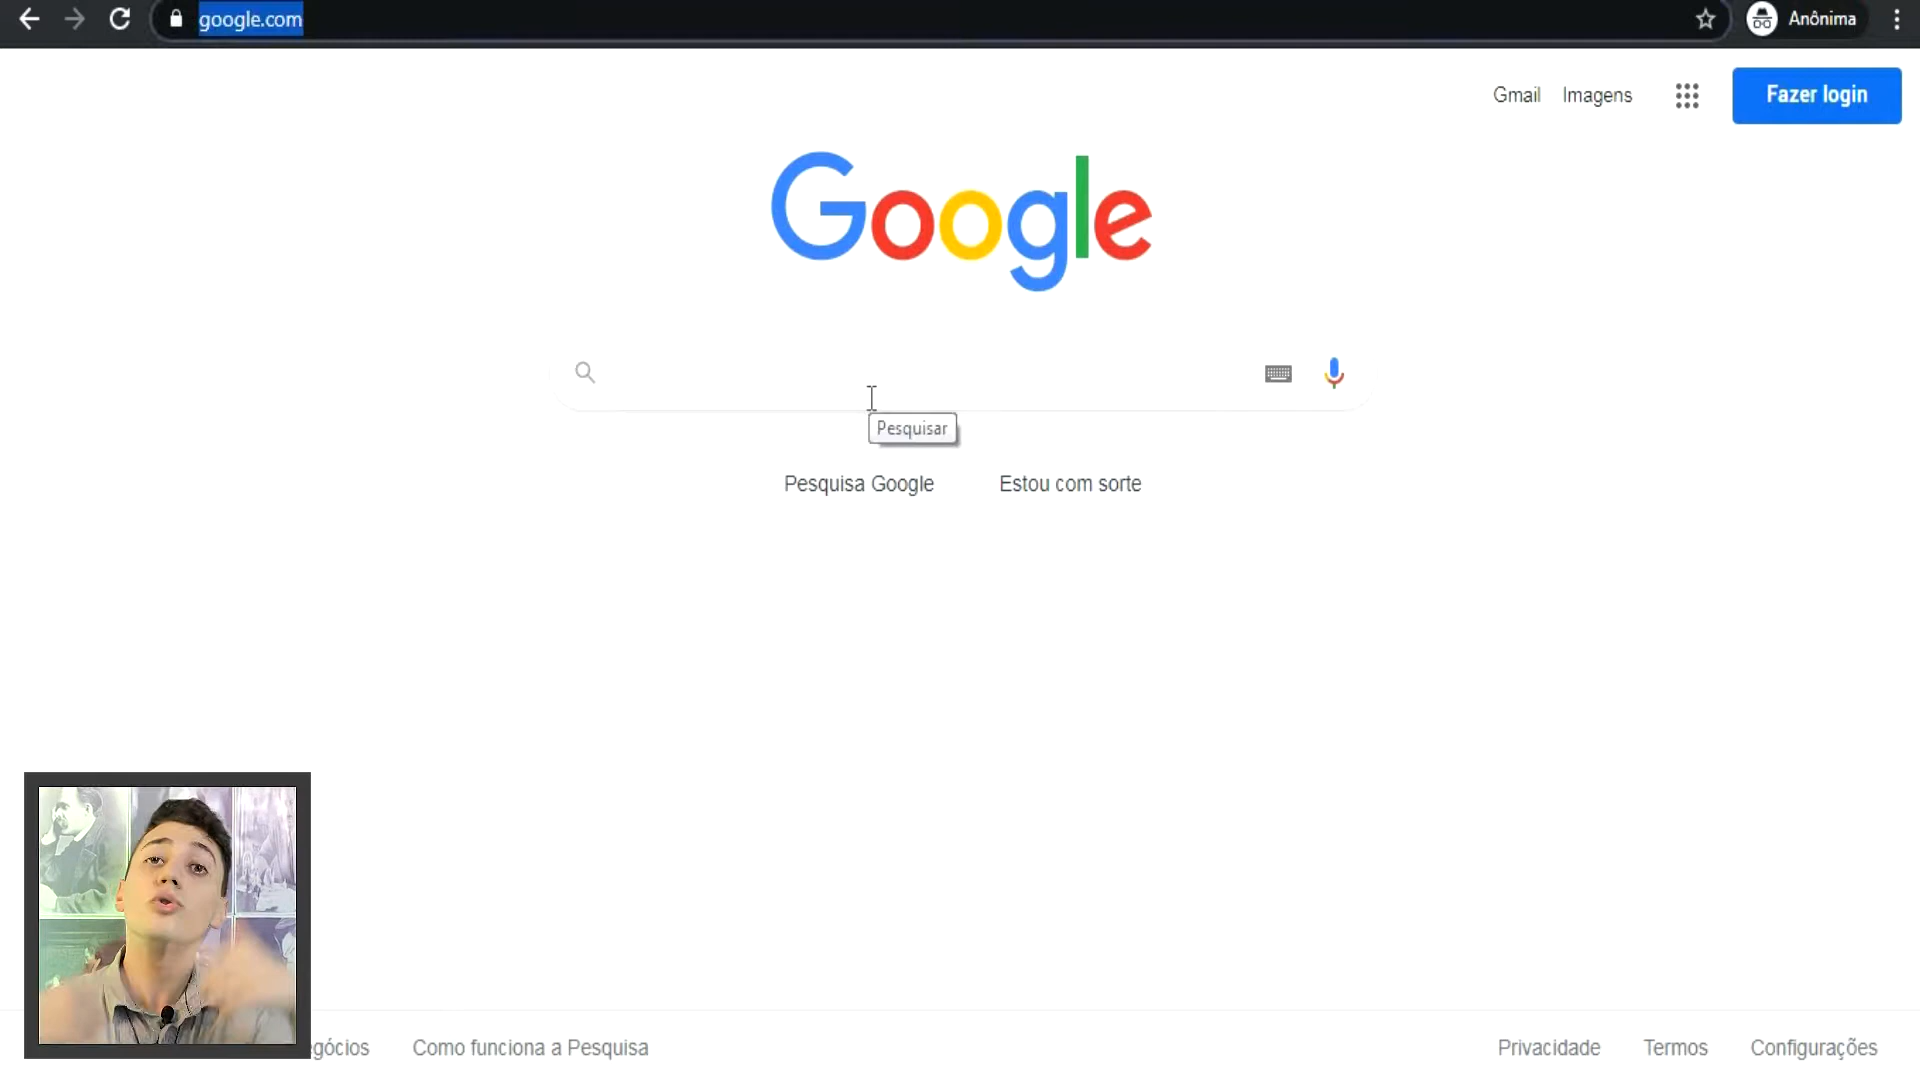 google.com
Anônima
Gmail Imagens Fazer login
Google
Pesquisar
Pesquisa Google Estou com sorte
Como funciona a Pesquisa Privacidade Termos Configurações